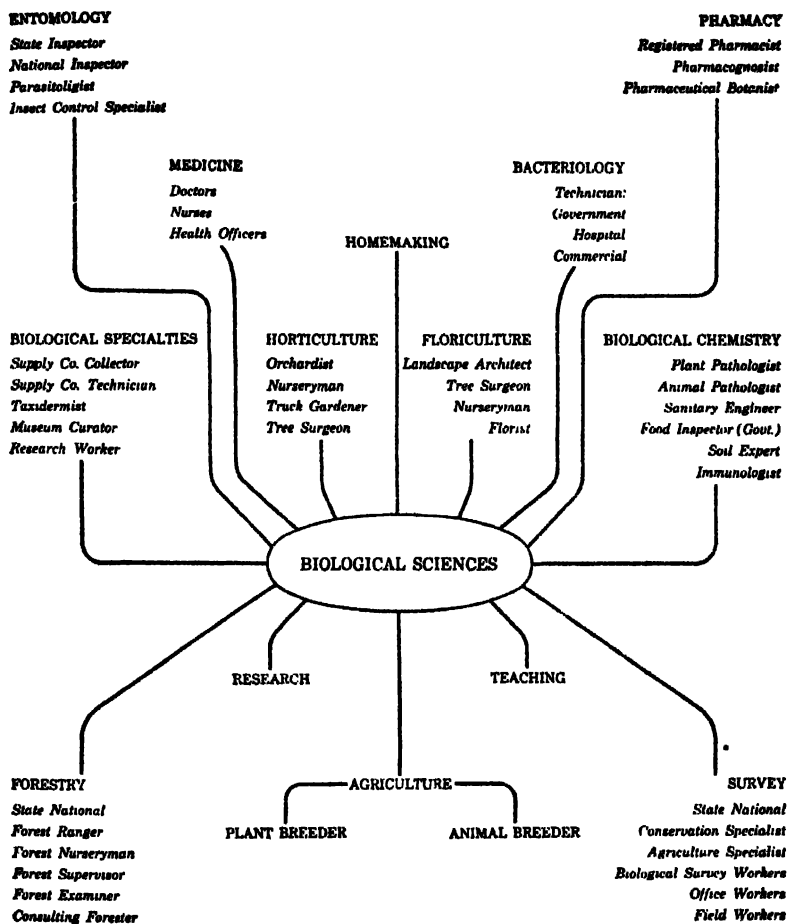 ENTOMOLOGY
State Inspector
National Inspector
Parasitoligist
Insect Control Specialist
PHARMACY
Registered Pharmacist
Pharmacognosist
Pharmaceutical Botanist
MEDICINE
Doctors
Nurses
Health Officers
HOMEMAKING
BACTERIOLOGY
Technician:
Government
Hospital
Commercial
BIOLOGICAL SPECIALTIES
Supply Co. Collector
Supply Co. Technician
Taxidermist
Museum Curator
Research Worker
HORTICULTURE
Orchardist
Nurseryman
Truck Gardener
Tree Surgeon
FLORICULTURE
Landscape Architect
Tree Surgeon
Nurseryman
Florist
BIOLOGICAL CHEMISTRY
Plant Pathologist
Animal Pathologist
Sanitary Engineer
Food Inspector (Govt.)
Soil Expert
Immunologist
BIOLOGICAL SCIENCES
RESEARCH
TEACHING
FORESTRY
State National
Forest Ranger
Forest Nurseryman
Forest Supervisor
Forest Examiner
Consulting Forester
AGRICULTURE
PLANT BREEDER
ANIMAL BREEDER
SURVEY
State National
Conservation Specialist
Agriculture Specialist
Biological Survey Workers
Office Workers
Field Workers